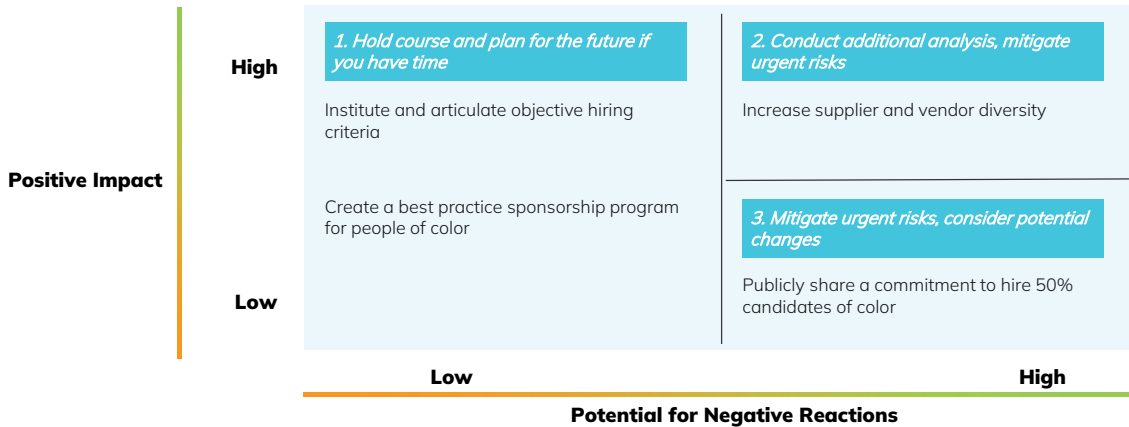 Positive Impact
High
Low
1. Hold course and plan for the future if
you have time
Institute and articulate objective hiring
criteria
Create a best practice sponsorship program
for people of color
2. Conduct additional analysis, mitigate
urgent risks
Increase supplier and vendor diversity
3. Mitigate urgent risks, consider potential
changes
Publicly share a commitment to hire 50%
candidates of color
Low
High
Potential for Negative Reactions